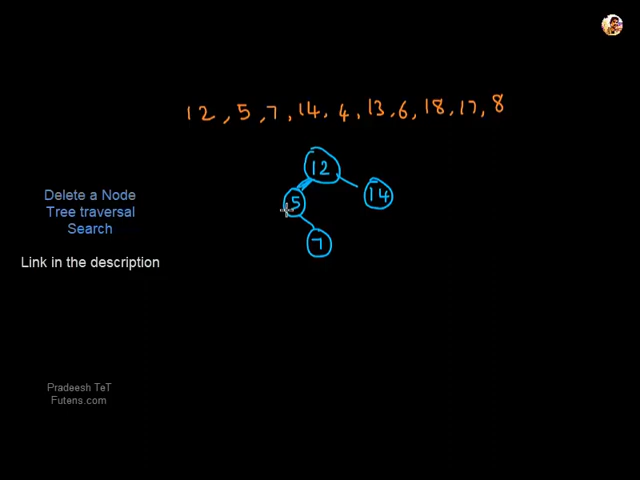 12, 5, 7, 14, 4, 13, 6, 18, 17, 8
12
5
14
7
Delete a Node
Tree traversal
Search
Link in the description
Pradeesh TeT
Futens.com